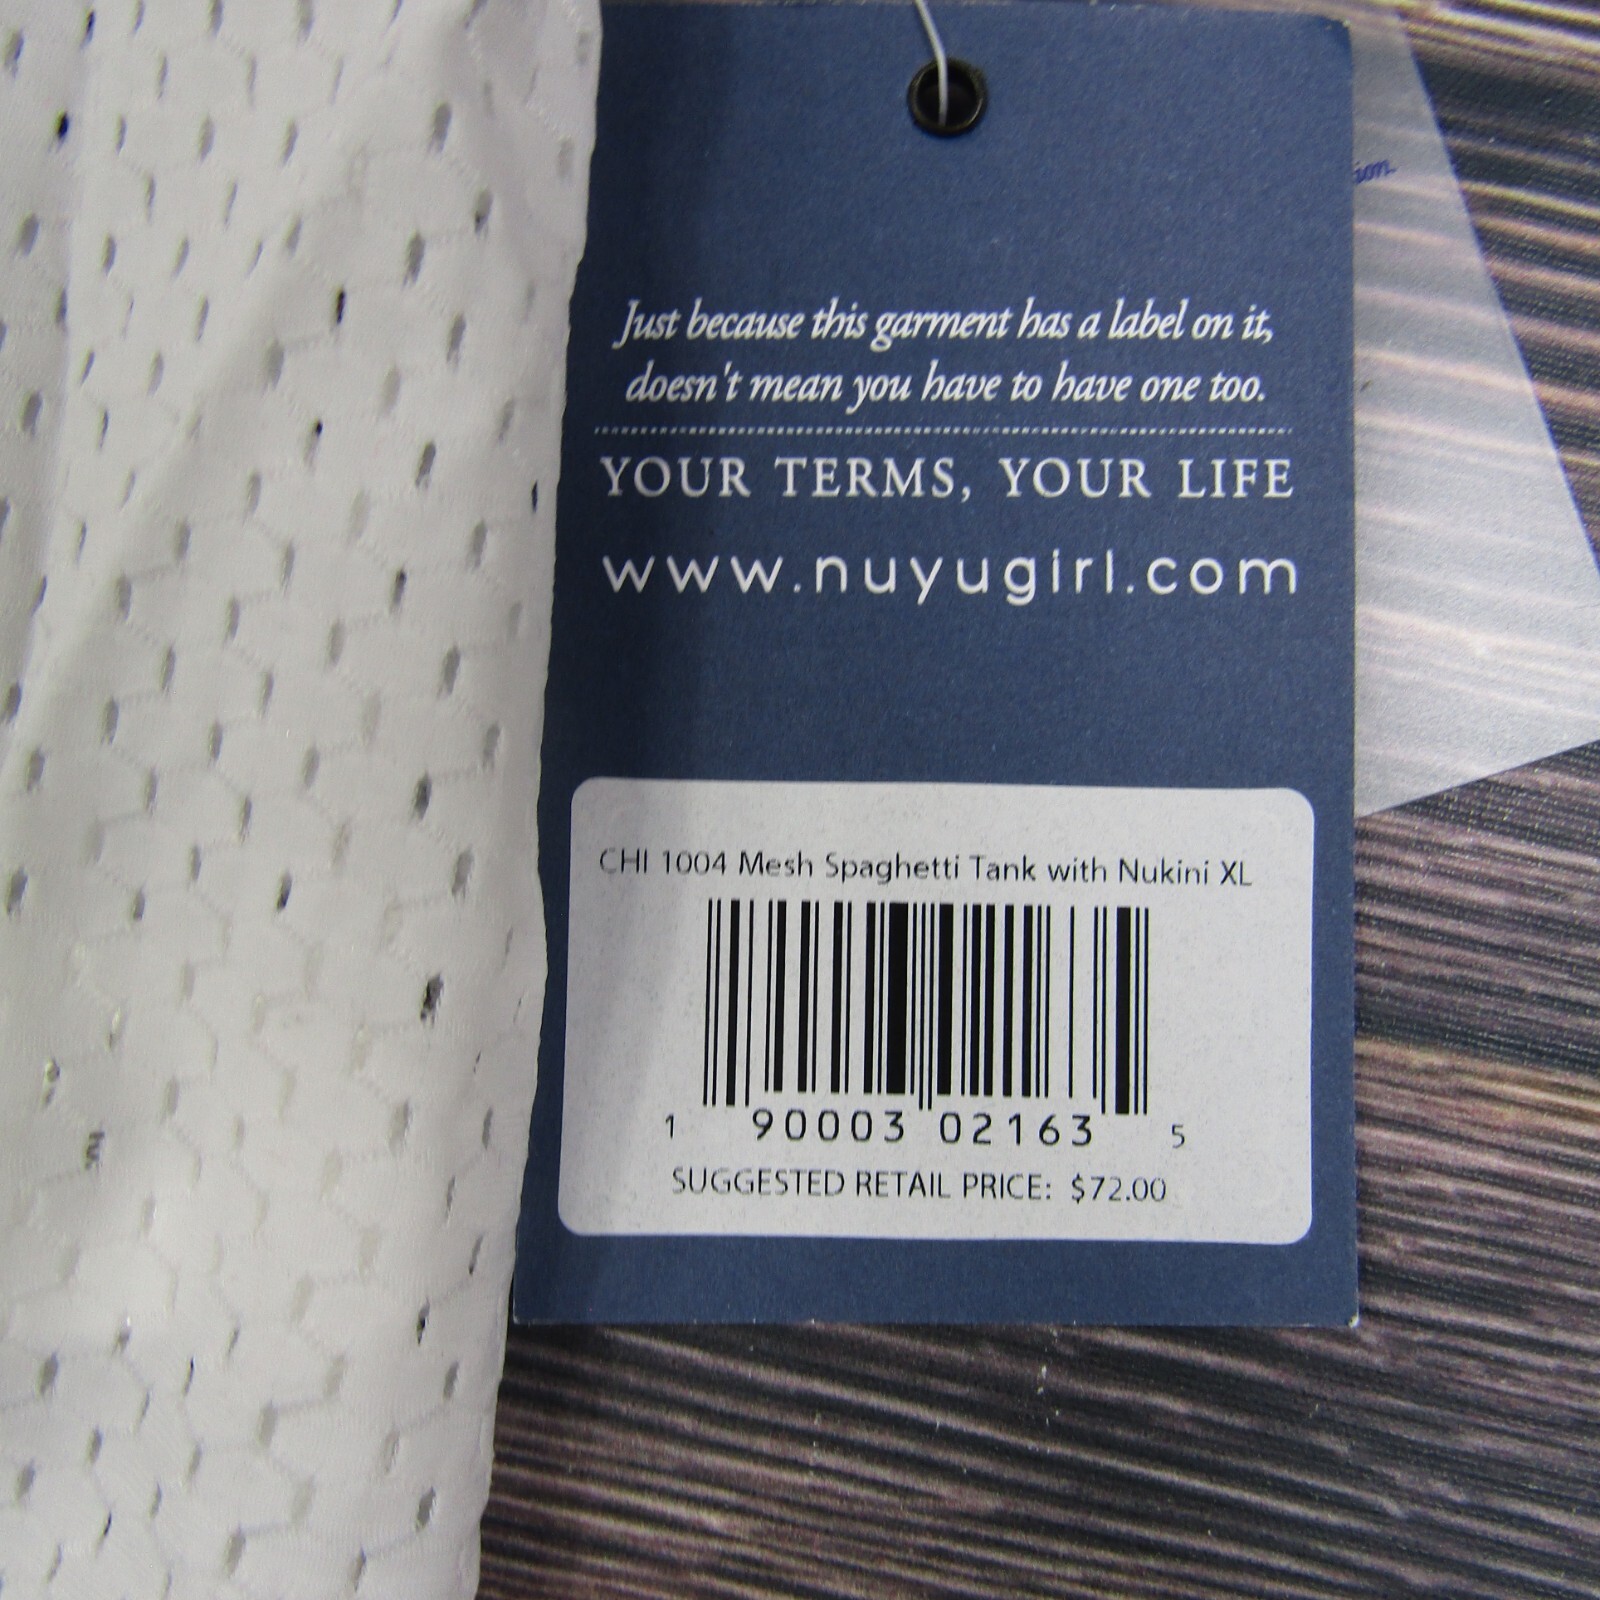 Just because this garment has a label on it,
doesn't mean you have to have one too.
YOUR TERMS, YOUR LIFE
www.nuyugirl.com
CHI 1004 Mesh Spaghetti Tank with Nukini XL
1 90003 02163 5
SUGGESTED RETAIL PRICE: $72.00